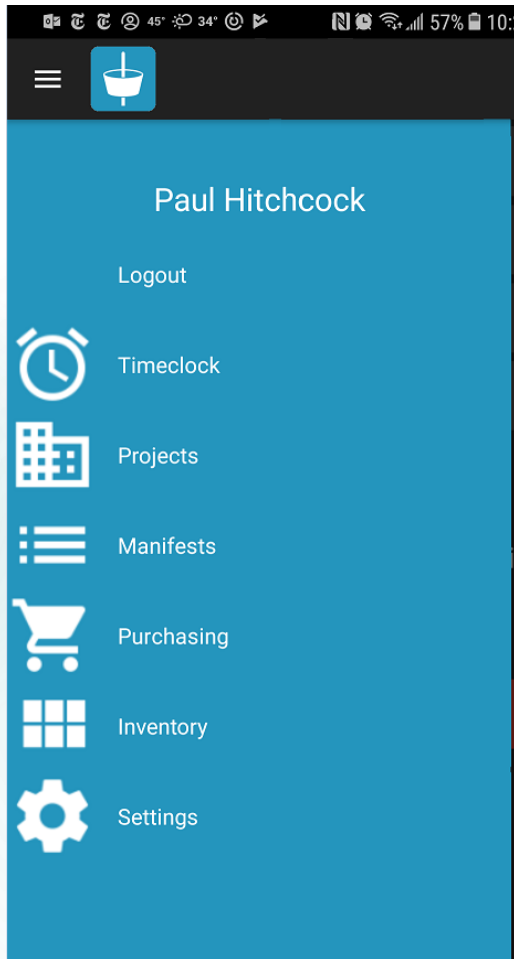 45° 34° 57% 10:
Paul Hitchcock
Logout
Timeclock
Projects
Manifests
Purchasing
Inventory
Settings